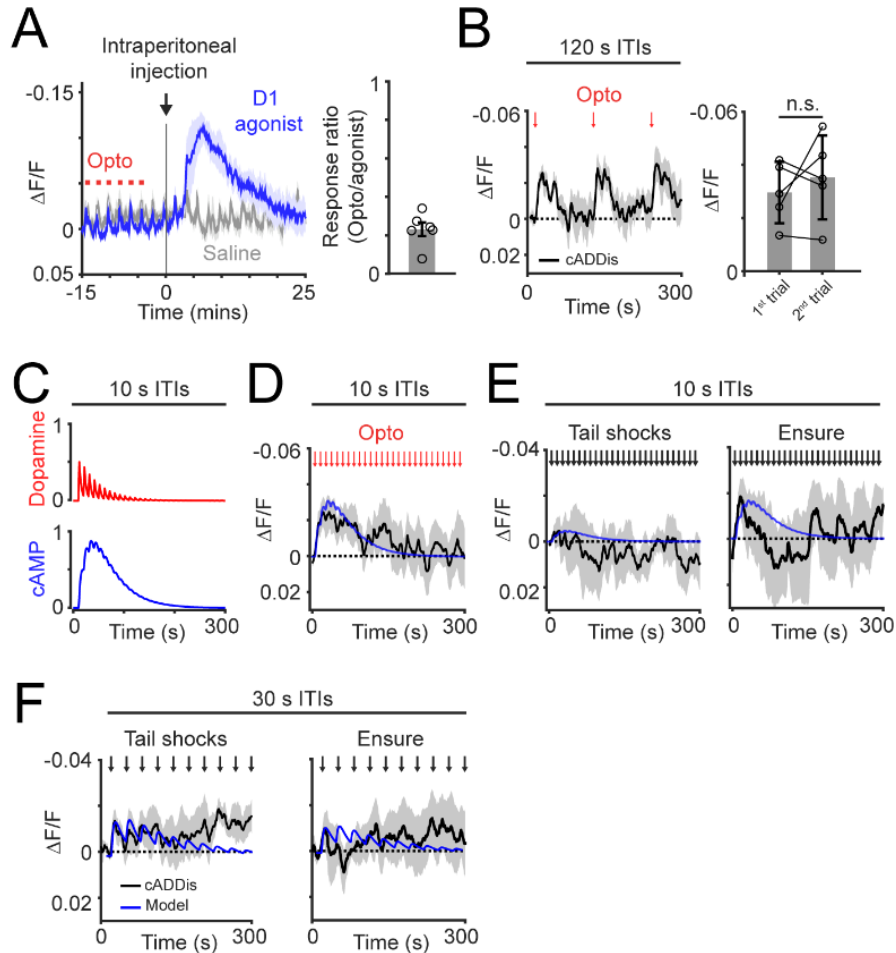 A
Intraperitoneal
injection
-0.15
D1
agonist
Opto
ΔF/F
0
Saline
0.05
-15
0
25
Time (mins)
1
Response ratio
(Opto/agonist)
0
B
120 s ITIs
-0.06
Opto
ΔF/F
0
0.02
cADDis
0
300
Time (s)
-0.06
n.s.
ΔF/F
0
1st trial
2nd trial
C
10 s ITIs
1
Dopamine
0
1
cAMP
0
0
300
Time (s)
D
10 s ITIs
-0.06
Opto
ΔF/F
0
0.02
0
300
Time (s)
E
10 s ITIs
-0.04
Tail shocks
Ensure
0
0.02
0
300
Time (s)
0
300
Time (s)
F
30 s ITIs
-0.04
Tail shocks
Ensure
ΔF/F
0
cADDis
Model
0.02
0
300
Time (s)
0
300
Time (s)